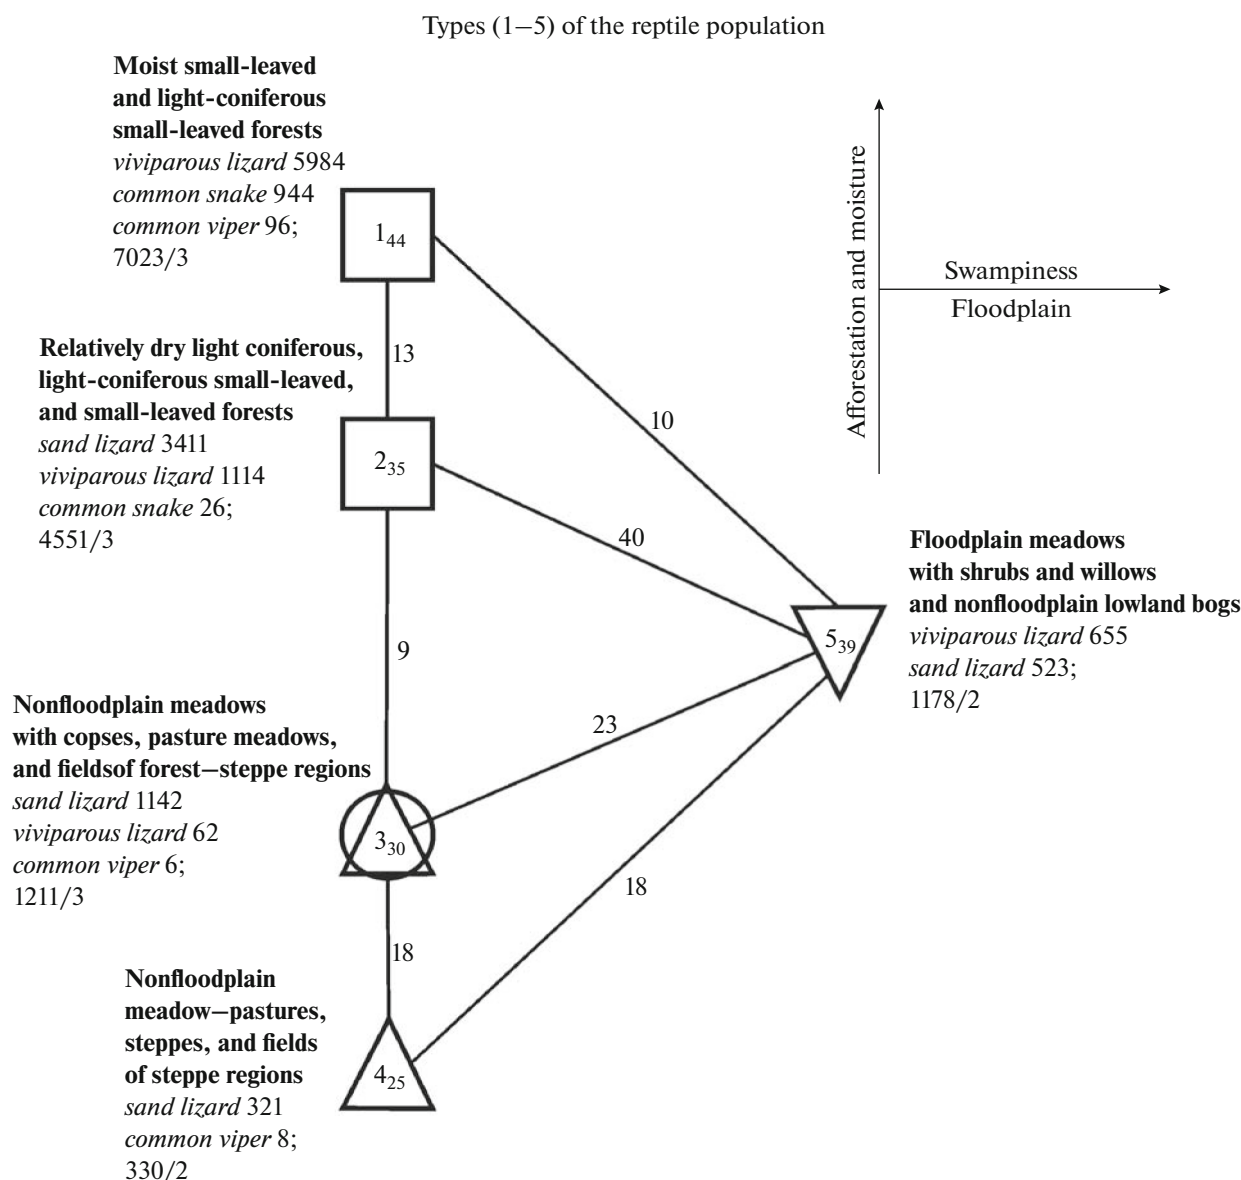 Types (1–5) of the reptile population
Moist small-leaved
and light-coniferous
small-leaved forests
viviparous lizard 5984
common snake 944
common viper 96;
7023/3
1₄₄
Afforestation and moisture
Swampiness
Floodplain
Relatively dry light coniferous,
light-coniferous small-leaved,
and small-leaved forests
sand lizard 3411
viviparous lizard 1114
common snake 26;
4551/3
13
10
2₃₅
40
Floodplain meadows
with shrubs and willows
and nonfloodplain lowland bogs
viviparous lizard 655
sand lizard 523;
1178/2
5₃₉
9
Nonfloodplain meadows
with copses, pasture meadows,
and fieldsof forest–steppe regions
sand lizard 1142
viviparous lizard 62
common viper 6;
1211/3
23
3₃₀
18
18
Nonfloodplain
meadow–pastures,
steppes, and fields
of steppe regions
sand lizard 321
common viper 8;
330/2
4₂₅